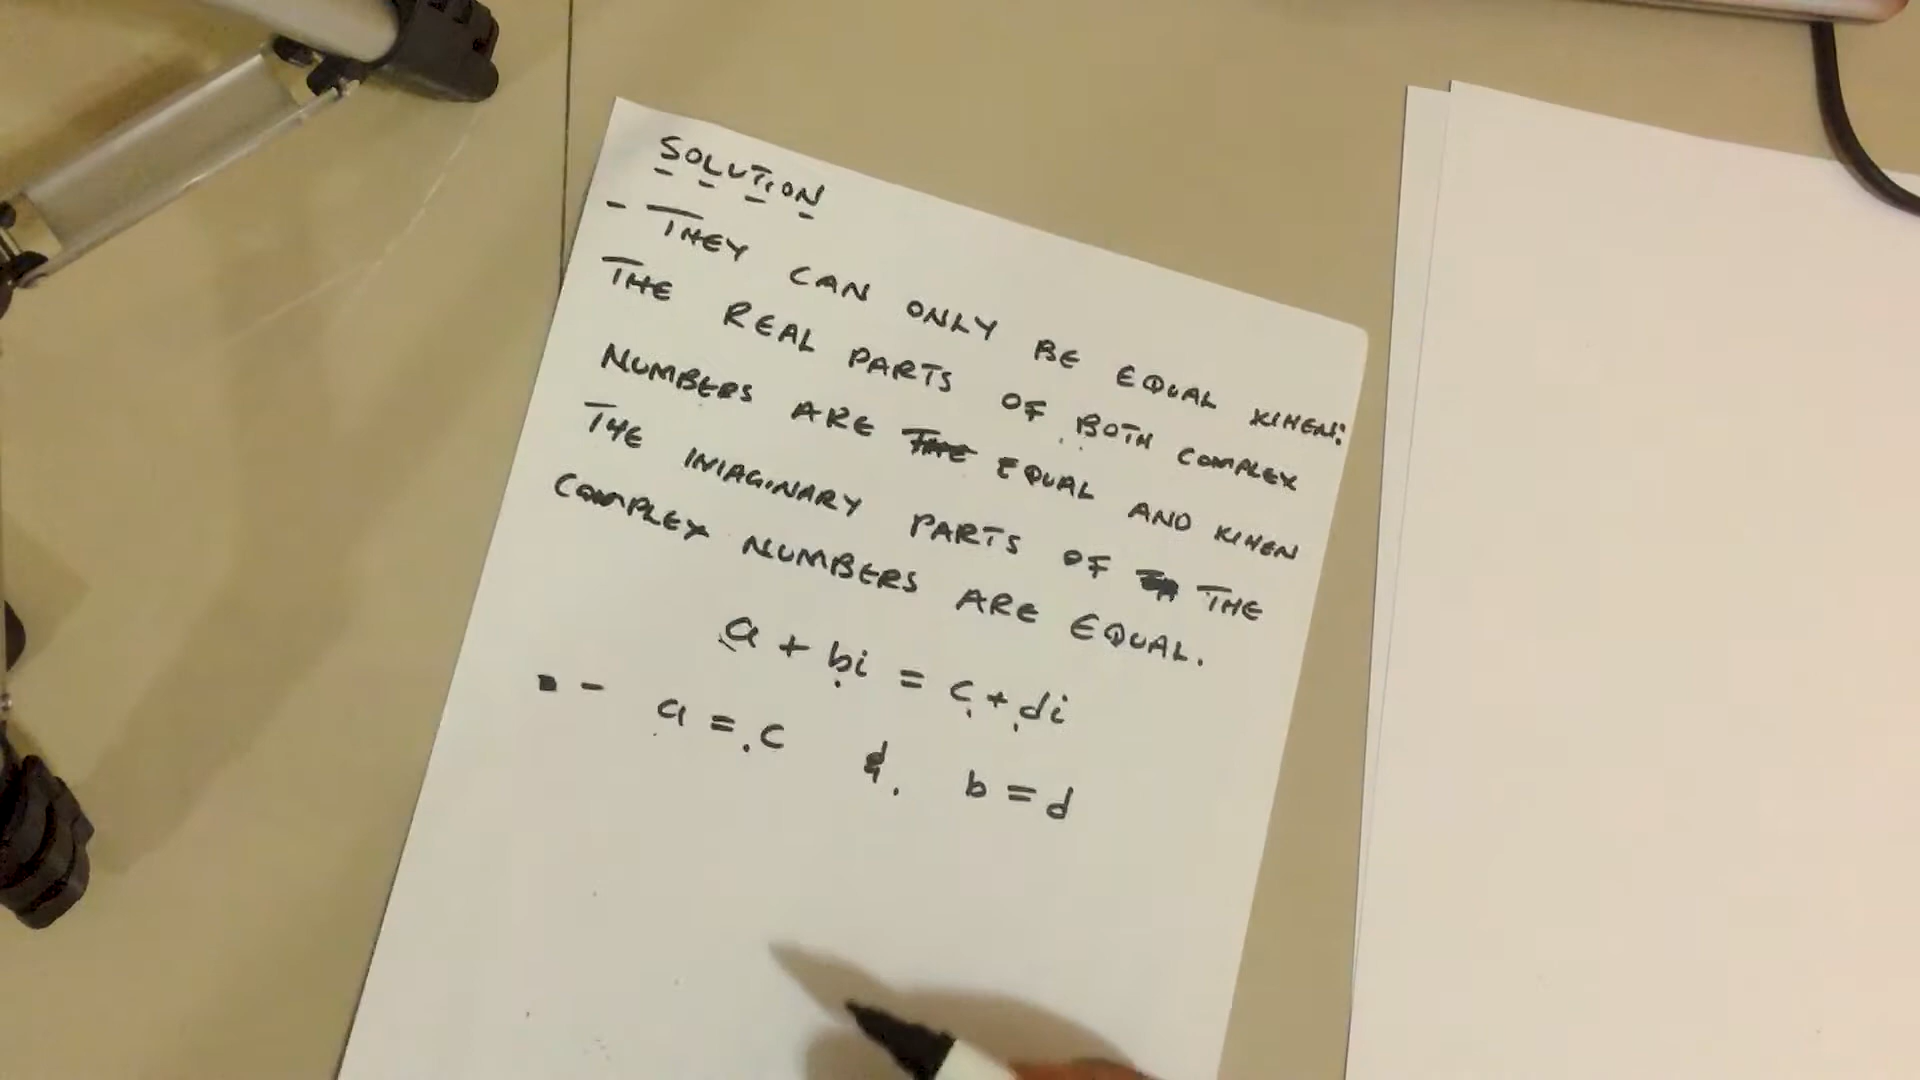 SOLUTION
- THEY CAN ONLY BE EQUAL WHEN:
THE REAL PARTS OF BOTH COMPLEX
NUMBERS ARE THE EQUAL AND WHEN
THE IMAGINARY PARTS OF THE
COMPLEX NUMBERS ARE EQUAL.
a + bi = c + di
- a = c & b = d